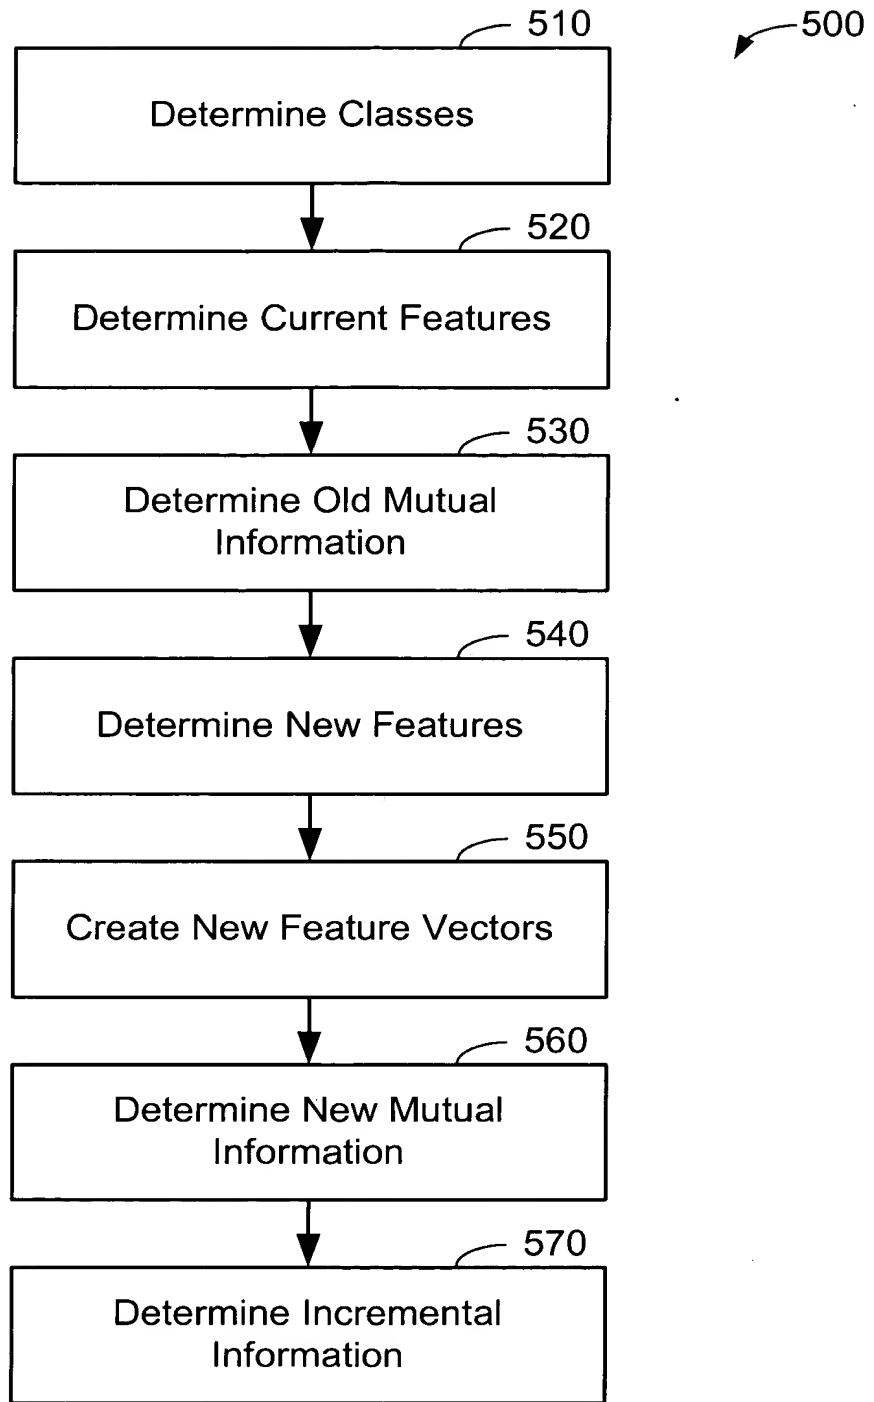 510
500
Determine Classes
520
Determine Current Features
530
Determine Old Mutual
Information
540
Determine New Features
550
Create New Feature Vectors
560
Determine New Mutual
Information
570
Determine Incremental
Information